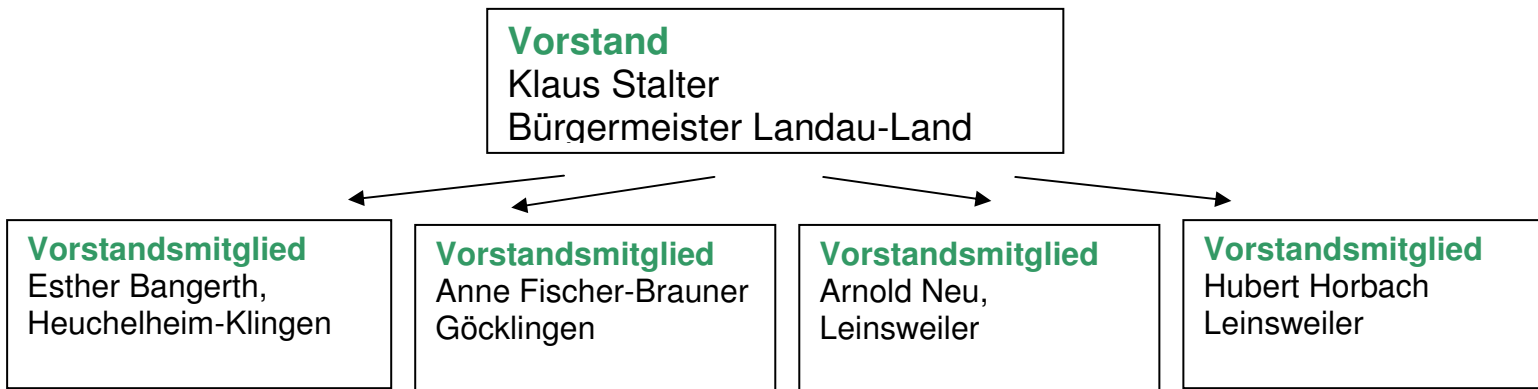 Vorstand
Klaus Stalter
Bürgermeister Landau-Land
Vorstandsmitglied
Esther Bangerth,
Heuchelheim-Klingen
Vorstandsmitglied
Anne Fischer-Brauner
Göcklingen
Vorstandsmitglied
Arnold Neu,
Leinsweiler
Vorstandsmitglied
Hubert Horbach
Leinsweiler